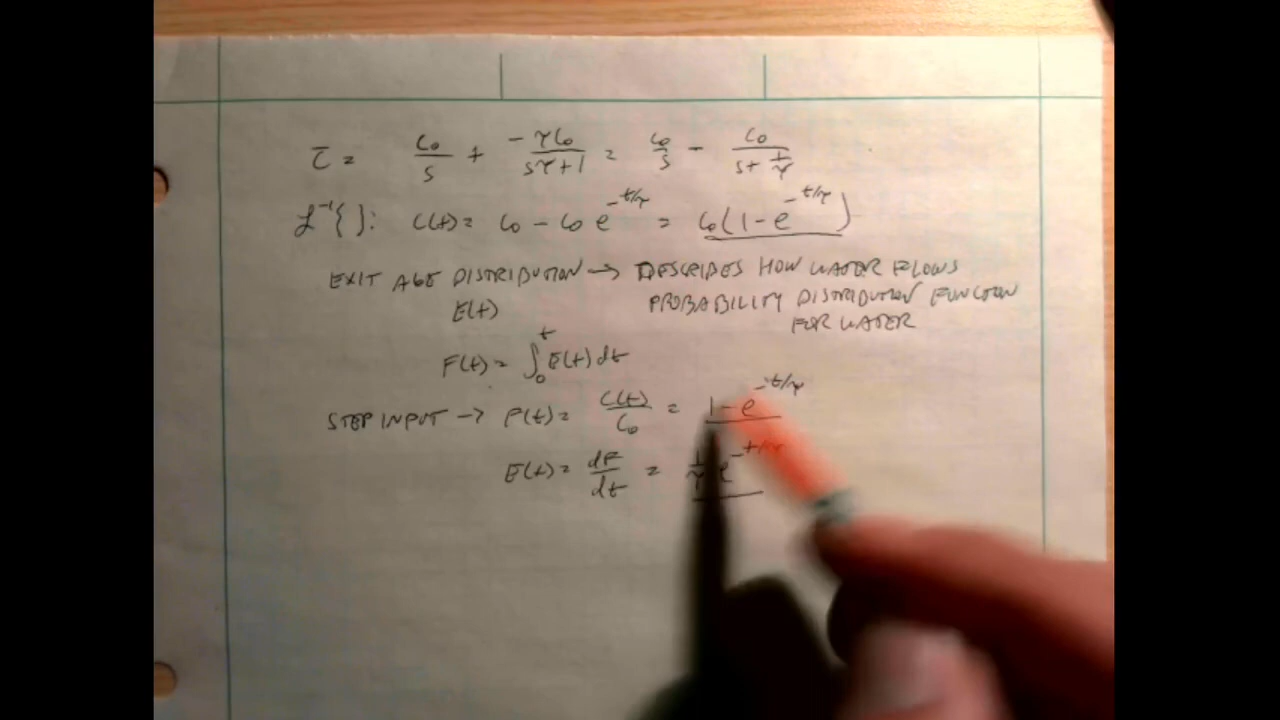 c̄ = C₀/s + -τC₀/(sτ+1) = C₀/s - C₀/(s+1/τ)
ℒ⁻¹{ }: C(t) = C₀ - C₀e^(-t/τ) = C₀(1-e^(-t/τ))
EXIT AGE DISTRIBUTION → DESCRIBES HOW WATER FLOWS
E(t) PROBABILITY DISTRIBUTION FUNCTION
FOR WATER
F(t) = ∫₀ᵗ E(t)dt
STEP INPUT → F(t) = C(t)/C₀ = 1-e^(-t/τ)
E(t) = dF/dt = 1/τ e^(-t/τ)